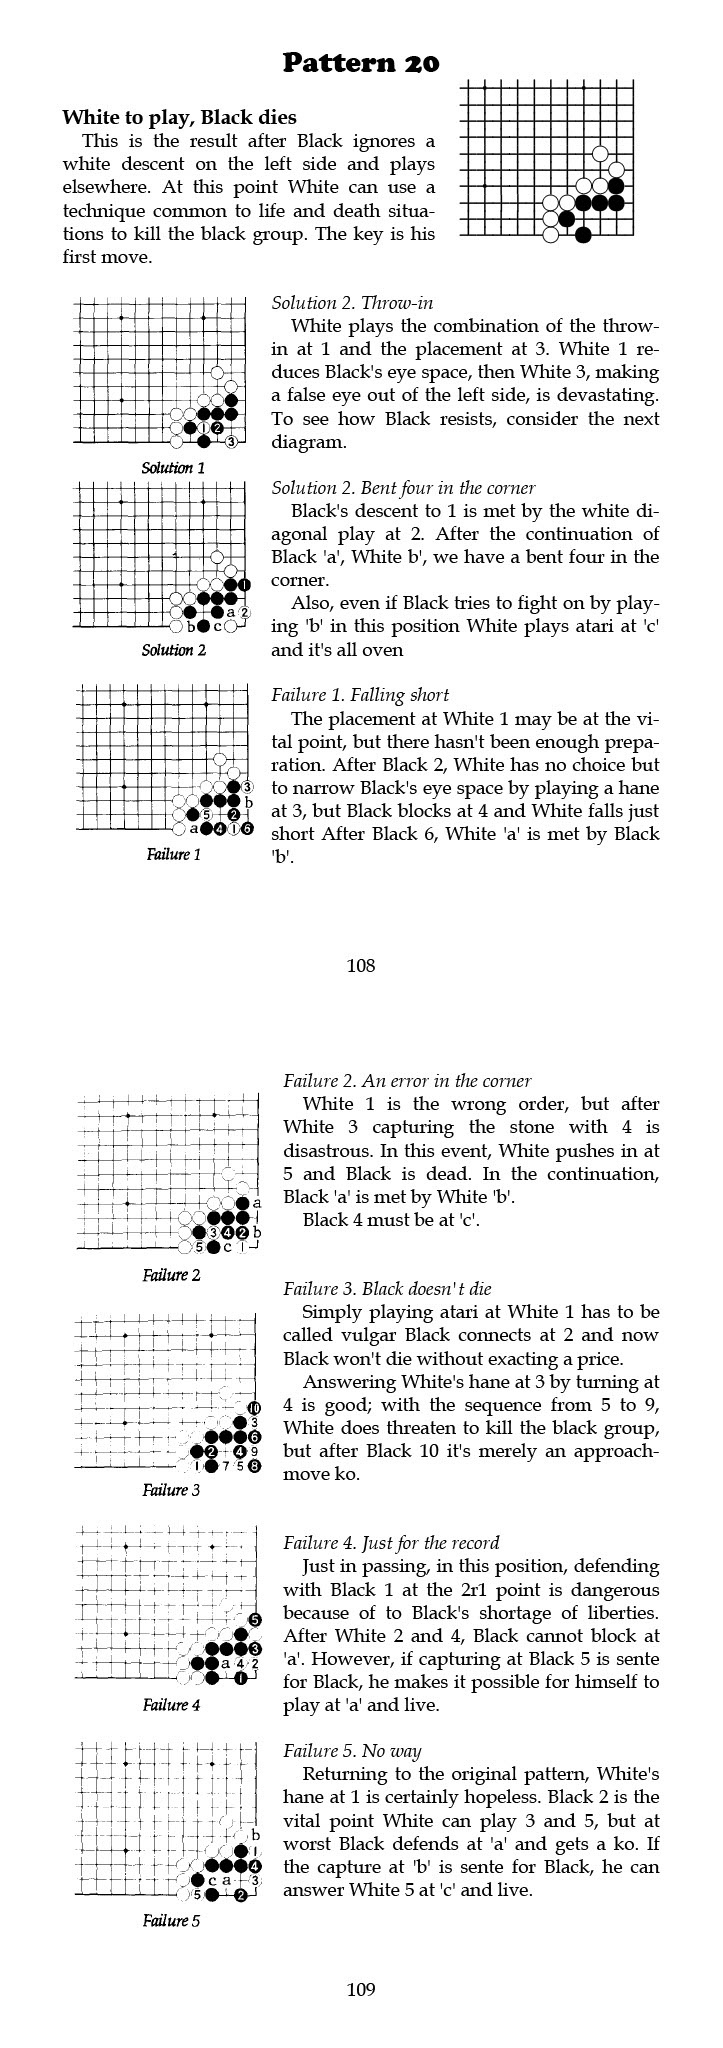 Pattern 20
White to play, Black dies
This is the result after Black ignores a
white descent on the left side and plays
elsewhere. At this point White can use a
technique common to life and death situa-
tions to kill the black group. The key is his
first move.
1 2 3
Solution 1
Solution 2. Throw-in
White plays the combination of the throw-
in at 1 and the placement at 3. White 1 re-
duces Black's eye space, then White 3, making
a false eye out of the left side, is devastating.
To see how Black resists, consider the next
diagram.
1
a 2
b c
Solution 2
Solution 2. Bent four in the corner
Black's descent to 1 is met by the white di-
agonal play at 2. After the continuation of
Black 'a', White b', we have a bent four in the
corner.
Also, even if Black tries to fight on by play-
ing 'b' in this position White plays atari at 'c'
and it's all oven
3
b
5 2
a 4 1 6
Failure 1
Failure 1. Falling short
The placement at White 1 may be at the vi-
tal point, but there hasn't been enough prepa-
ration. After Black 2, White has no choice but
to narrow Black's eye space by playing a hane
at 3, but Black blocks at 4 and White falls just
short After Black 6, White 'a' is met by Black
'b'.
108
a
3 4 2 b
5 c 1
Failure 2
Failure 2. An error in the corner
White 1 is the wrong order, but after
White 3 capturing the stone with 4 is
disastrous. In this event, White pushes in at
5 and Black is dead. In the continuation,
Black 'a' is met by White 'b'.
Black 4 must be at 'c'.
10
3
6
2 4 9
1 7 5 8
Failure 3
Failure 3. Black doesn't die
Simply playing atari at White 1 has to be
called vulgar Black connects at 2 and now
Black won't die without exacting a price.
Answering White's hane at 3 by turning at
4 is good; with the sequence from 5 to 9,
White does threaten to kill the black group,
but after Black 10 it's merely an approach-
move ko.
5
3
a 4 2
1
Failure 4
Failure 4. Just for the record
Just in passing, in this position, defending
with Black 1 at the 2r1 point is dangerous
because of to Black's shortage of liberties.
After White 2 and 4, Black cannot block at
'a'. However, if capturing at Black 5 is sente
for Black, he makes it possible for himself to
play at 'a' and live.
b
1
4
c a 3
5 2
Failure 5
Failure 5. No way
Returning to the original pattern, White's
hane at 1 is certainly hopeless. Black 2 is the
vital point White can play 3 and 5, but at
worst Black defends at 'a' and gets a ko. If
the capture at 'b' is sente for Black, he can
answer White 5 at 'c' and live.
109